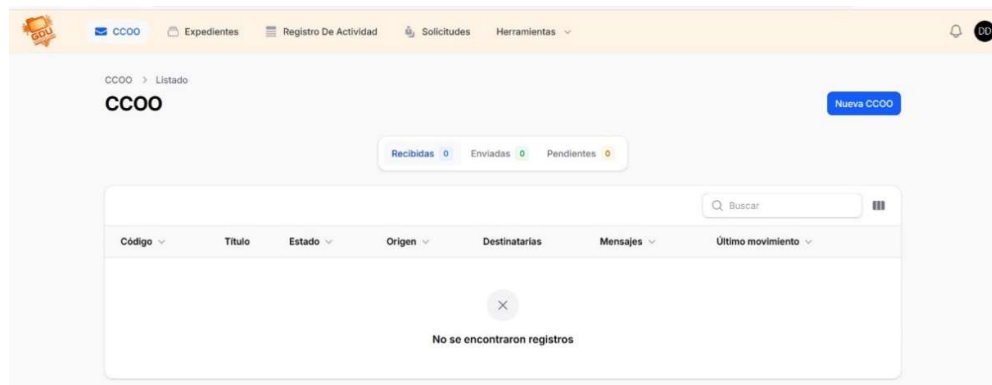 GDU CCOO Expedientes Registro De Actividad Solicitudes Herramientas DD
CCOO > Listado
CCOO
Nueva CCOO
Recibidas 0 Enviadas 0 Pendientes 0
Buscar
Código Título Estado Origen Destinatarias Mensajes Último movimiento
No se encontraron registros